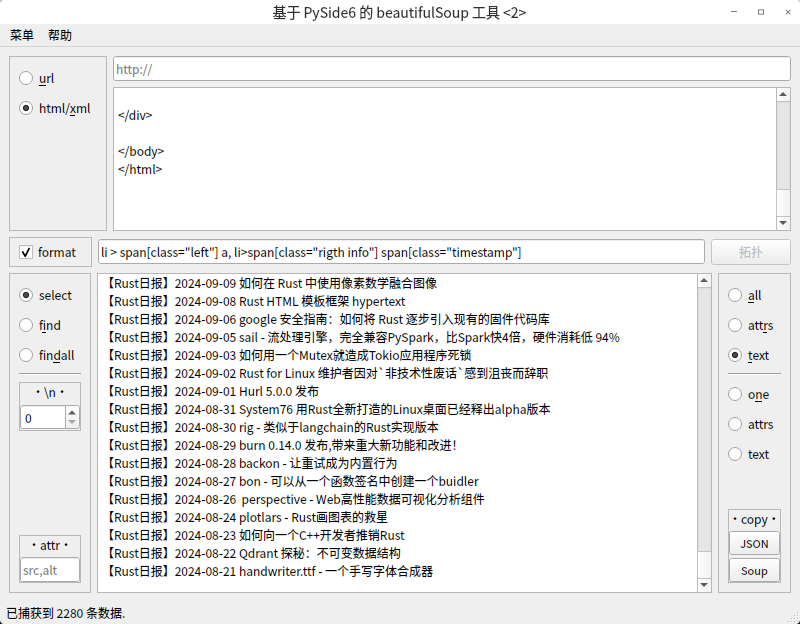 基于 PySide6 的 beautifulSoup 工具 <2>
菜单 帮助
url
http://
html/xml
</div>
</body>
</html>
format
li > span[class="left"] a, li>span[class="rigth info"] span[class="timestamp"]
拓扑
select
find
findall
· \n ·
0
· attr ·
src,alt
【Rust日报】2024-09-09 如何在 Rust 中使用像素数学融合图像
【Rust日报】2024-09-08 Rust HTML 模板框架 hypertext
【Rust日报】2024-09-06 google 安全指南：如何将 Rust 逐步引入现有的固件代码库
【Rust日报】2024-09-05 sail - 流处理引擎，完全兼容PySpark，比Spark快4倍，硬件消耗低 94%
【Rust日报】2024-09-03 如何用一个Mutex就造成Tokio应用程序死锁
【Rust日报】2024-09-02 Rust for Linux 维护者因对`非技术性废话`感到沮丧而辞职
【Rust日报】2024-09-01 Hurl 5.0.0 发布
【Rust日报】2024-08-31 System76 用Rust全新打造的Linux桌面已经释出alpha版本
【Rust日报】2024-08-30 rig - 类似于langchain的Rust实现版本
【Rust日报】2024-08-29 burn 0.14.0 发布,带来重大新功能和改进！
【Rust日报】2024-08-28 backon - 让重试成为内置行为
【Rust日报】2024-08-27 bon - 可以从一个函数签名中创建一个buidler
【Rust日报】2024-08-26  perspective - Web高性能数据可视化分析组件
【Rust日报】2024-08-24 plotlars - Rust画图表的救星
【Rust日报】2024-08-23 如何向一个C++开发者推销Rust
【Rust日报】2024-08-22 Qdrant 探秘：不可变数据结构
【Rust日报】2024-08-21 handwriter.ttf - 一个手写字体合成器
all
attrs
text
one
attrs
text
· copy ·
JSON
Soup
已捕获到 2280 条数据.